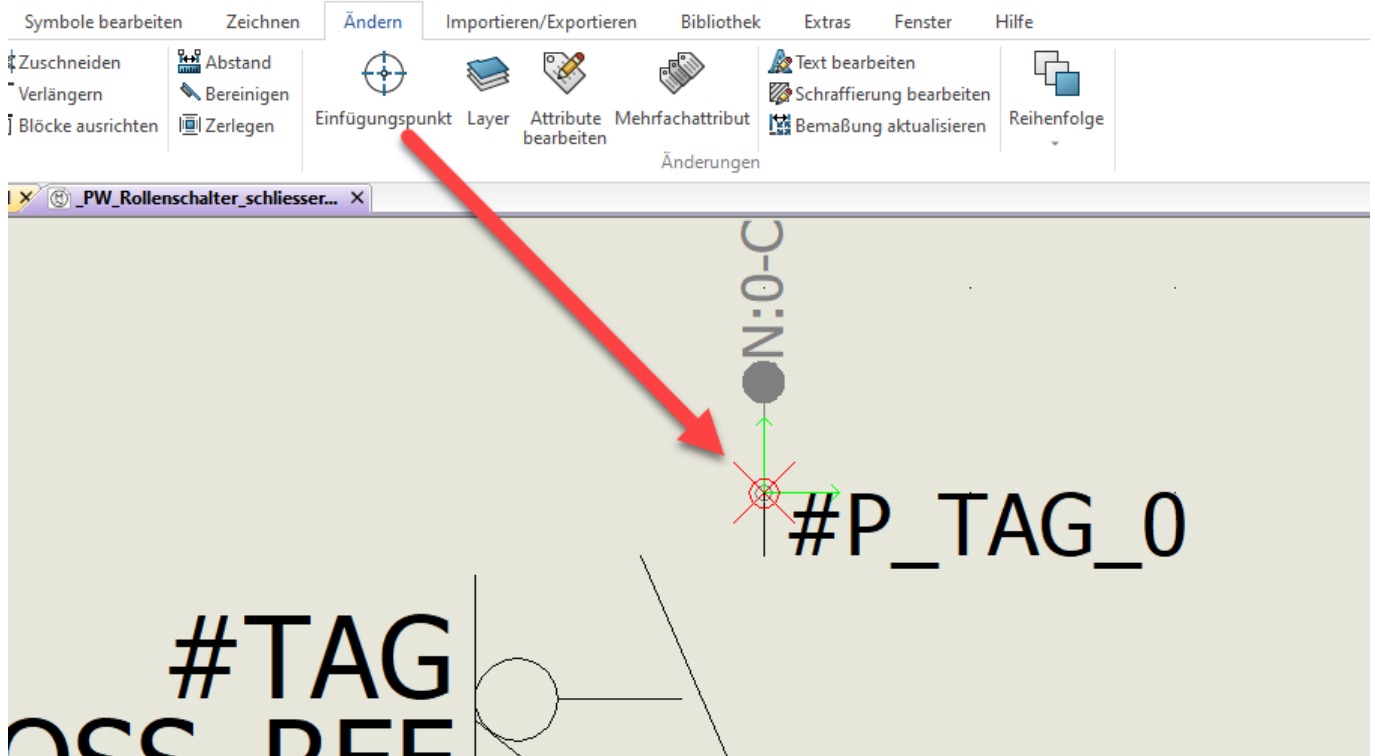 Symbole bearbeiten Zeichnen Ändern Importieren/Exportieren Bibliothek Extras Fenster Hilfe
Zuschneiden Abstand Text bearbeiten
Verlängern Bereinigen Schraffierung bearbeiten
Blöcke ausrichten Zerlegen Einfügungspunkt Layer Attribute bearbeiten Mehrfachattribut Bemaßung aktualisieren Reihenfolge
Änderungen
_PW_Rollenschalter_schliesser...
N:0-C
#P_TAG_0
#TAG
OSS_REF